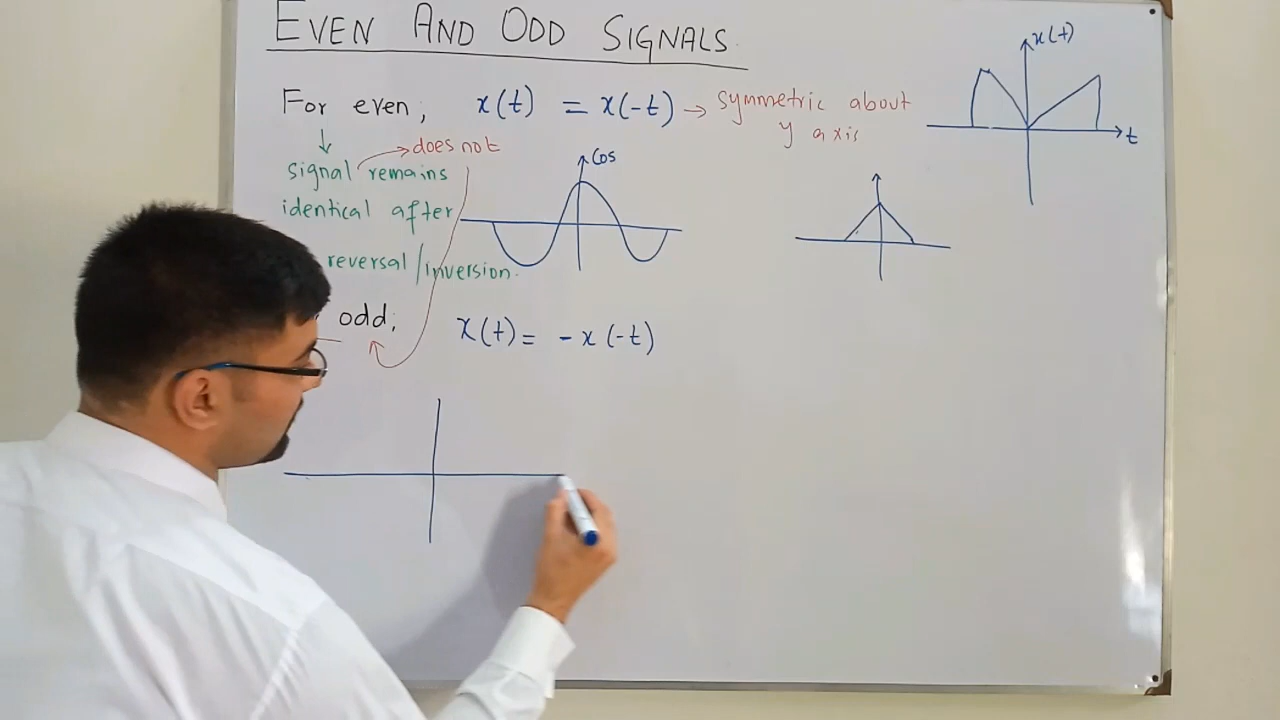 EVEN AND ODD SIGNALS
For even; x(t) = x(-t) → symmetric about
y axis
→ does not
signal remains
identical after
reversal/inversion.
odd; x(t) = -x(-t)
Cos
x(t)
t